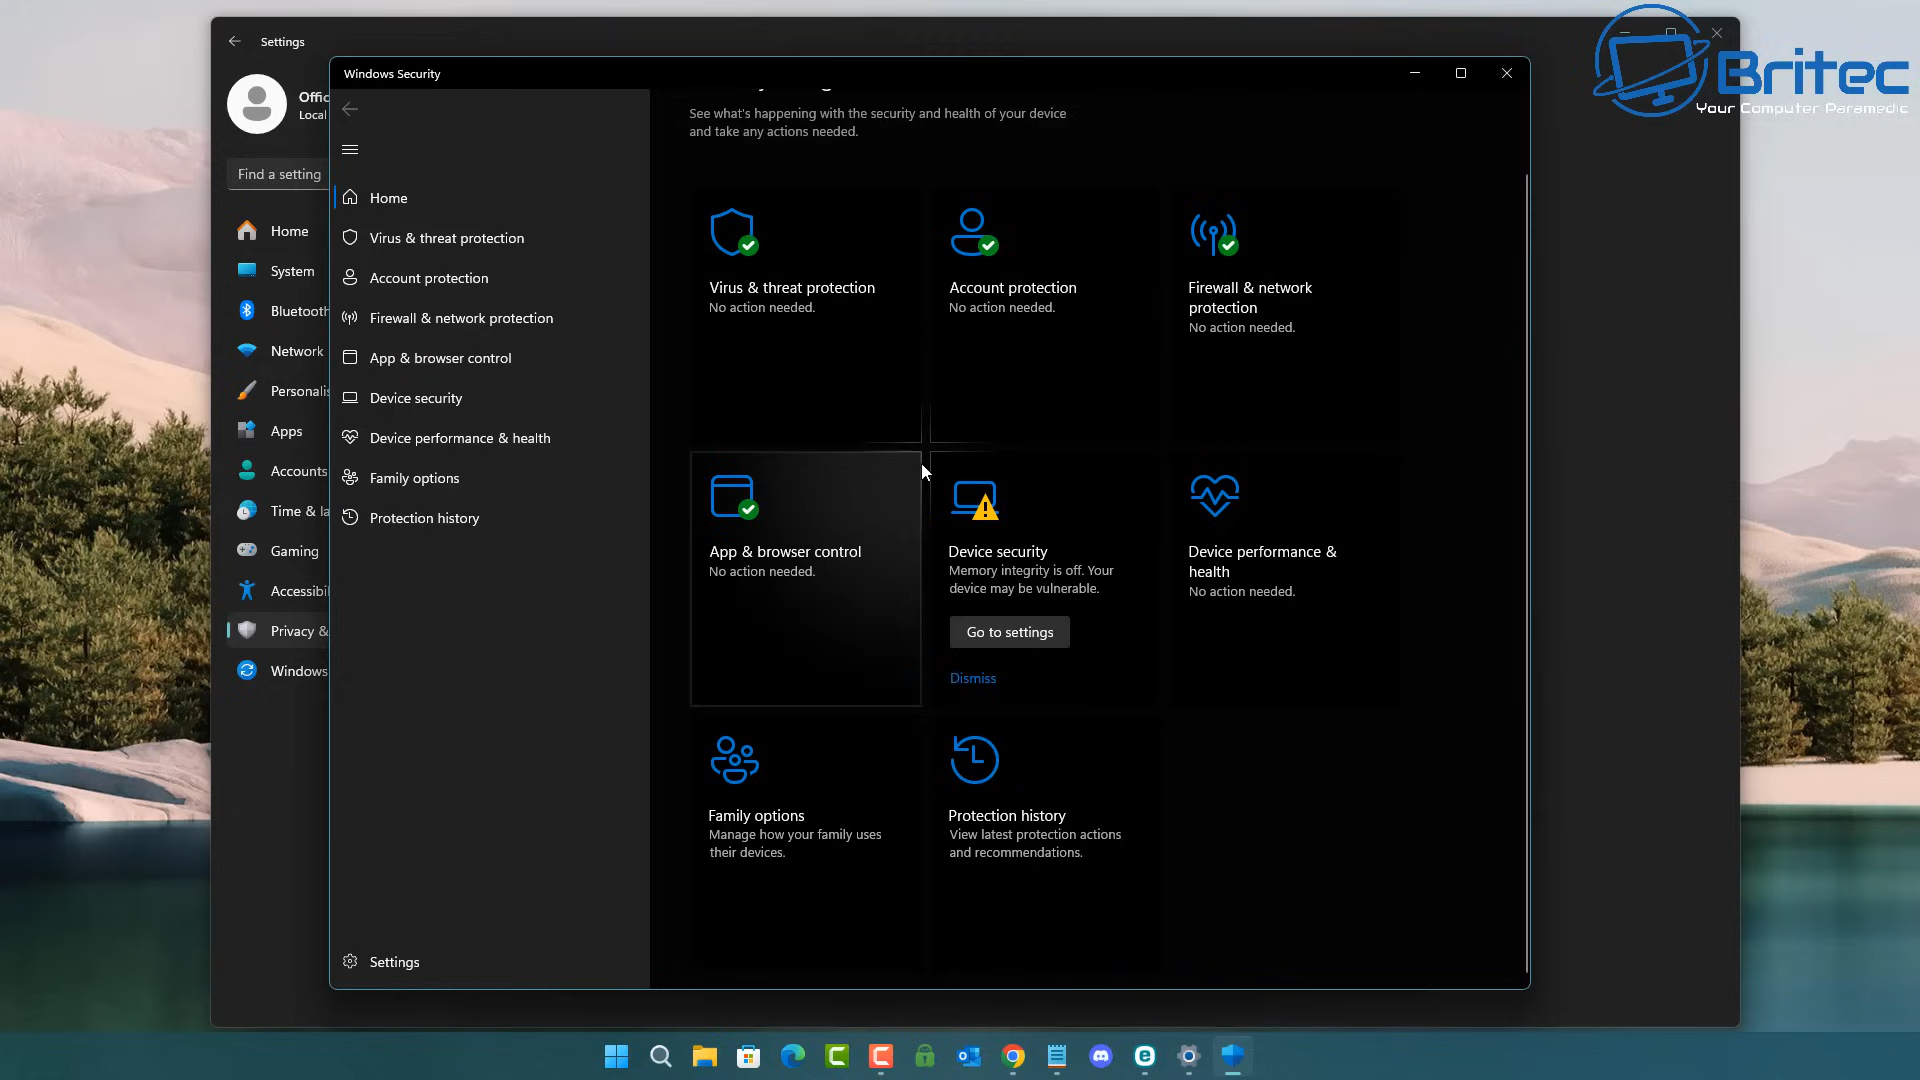 Settings
Windows Security
Britec
Your Computer Paramedic
Offic
Local
Find a setting
Home
System
Bluetooth
Network
Personalis
Apps
Accounts
Time & la
Gaming
Accessibil
Privacy &
Windows
Home
Virus & threat protection
Account protection
Firewall & network protection
App & browser control
Device security
Device performance & health
Family options
Protection history
Settings
See what's happening with the security and health of your device
and take any actions needed.
Virus & threat protection
No action needed.
Account protection
No action needed.
Firewall & network
protection
No action needed.
App & browser control
No action needed.
Device security
Memory integrity is off. Your
device may be vulnerable.
Go to settings
Dismiss
Device performance &
health
No action needed.
Family options
Manage how your family uses
their devices.
Protection history
View latest protection actions
and recommendations.